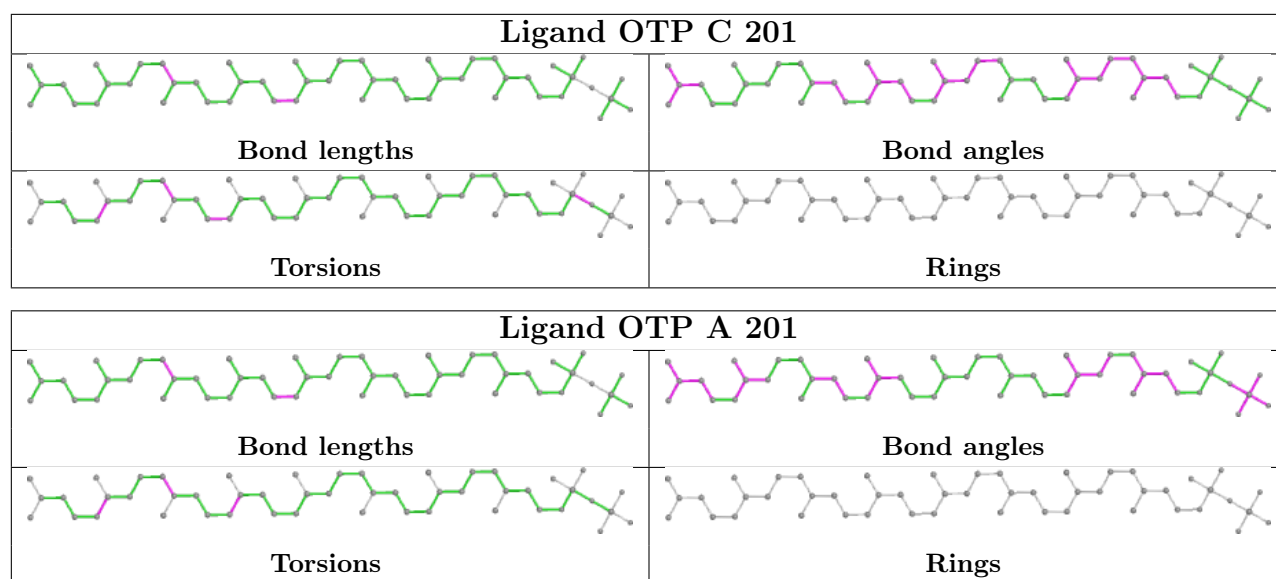 Ligand OTP C 201
Bond lengths
Bond angles
Torsions
Rings
Ligand OTP A 201
Bond lengths
Bond angles
Torsions
Rings